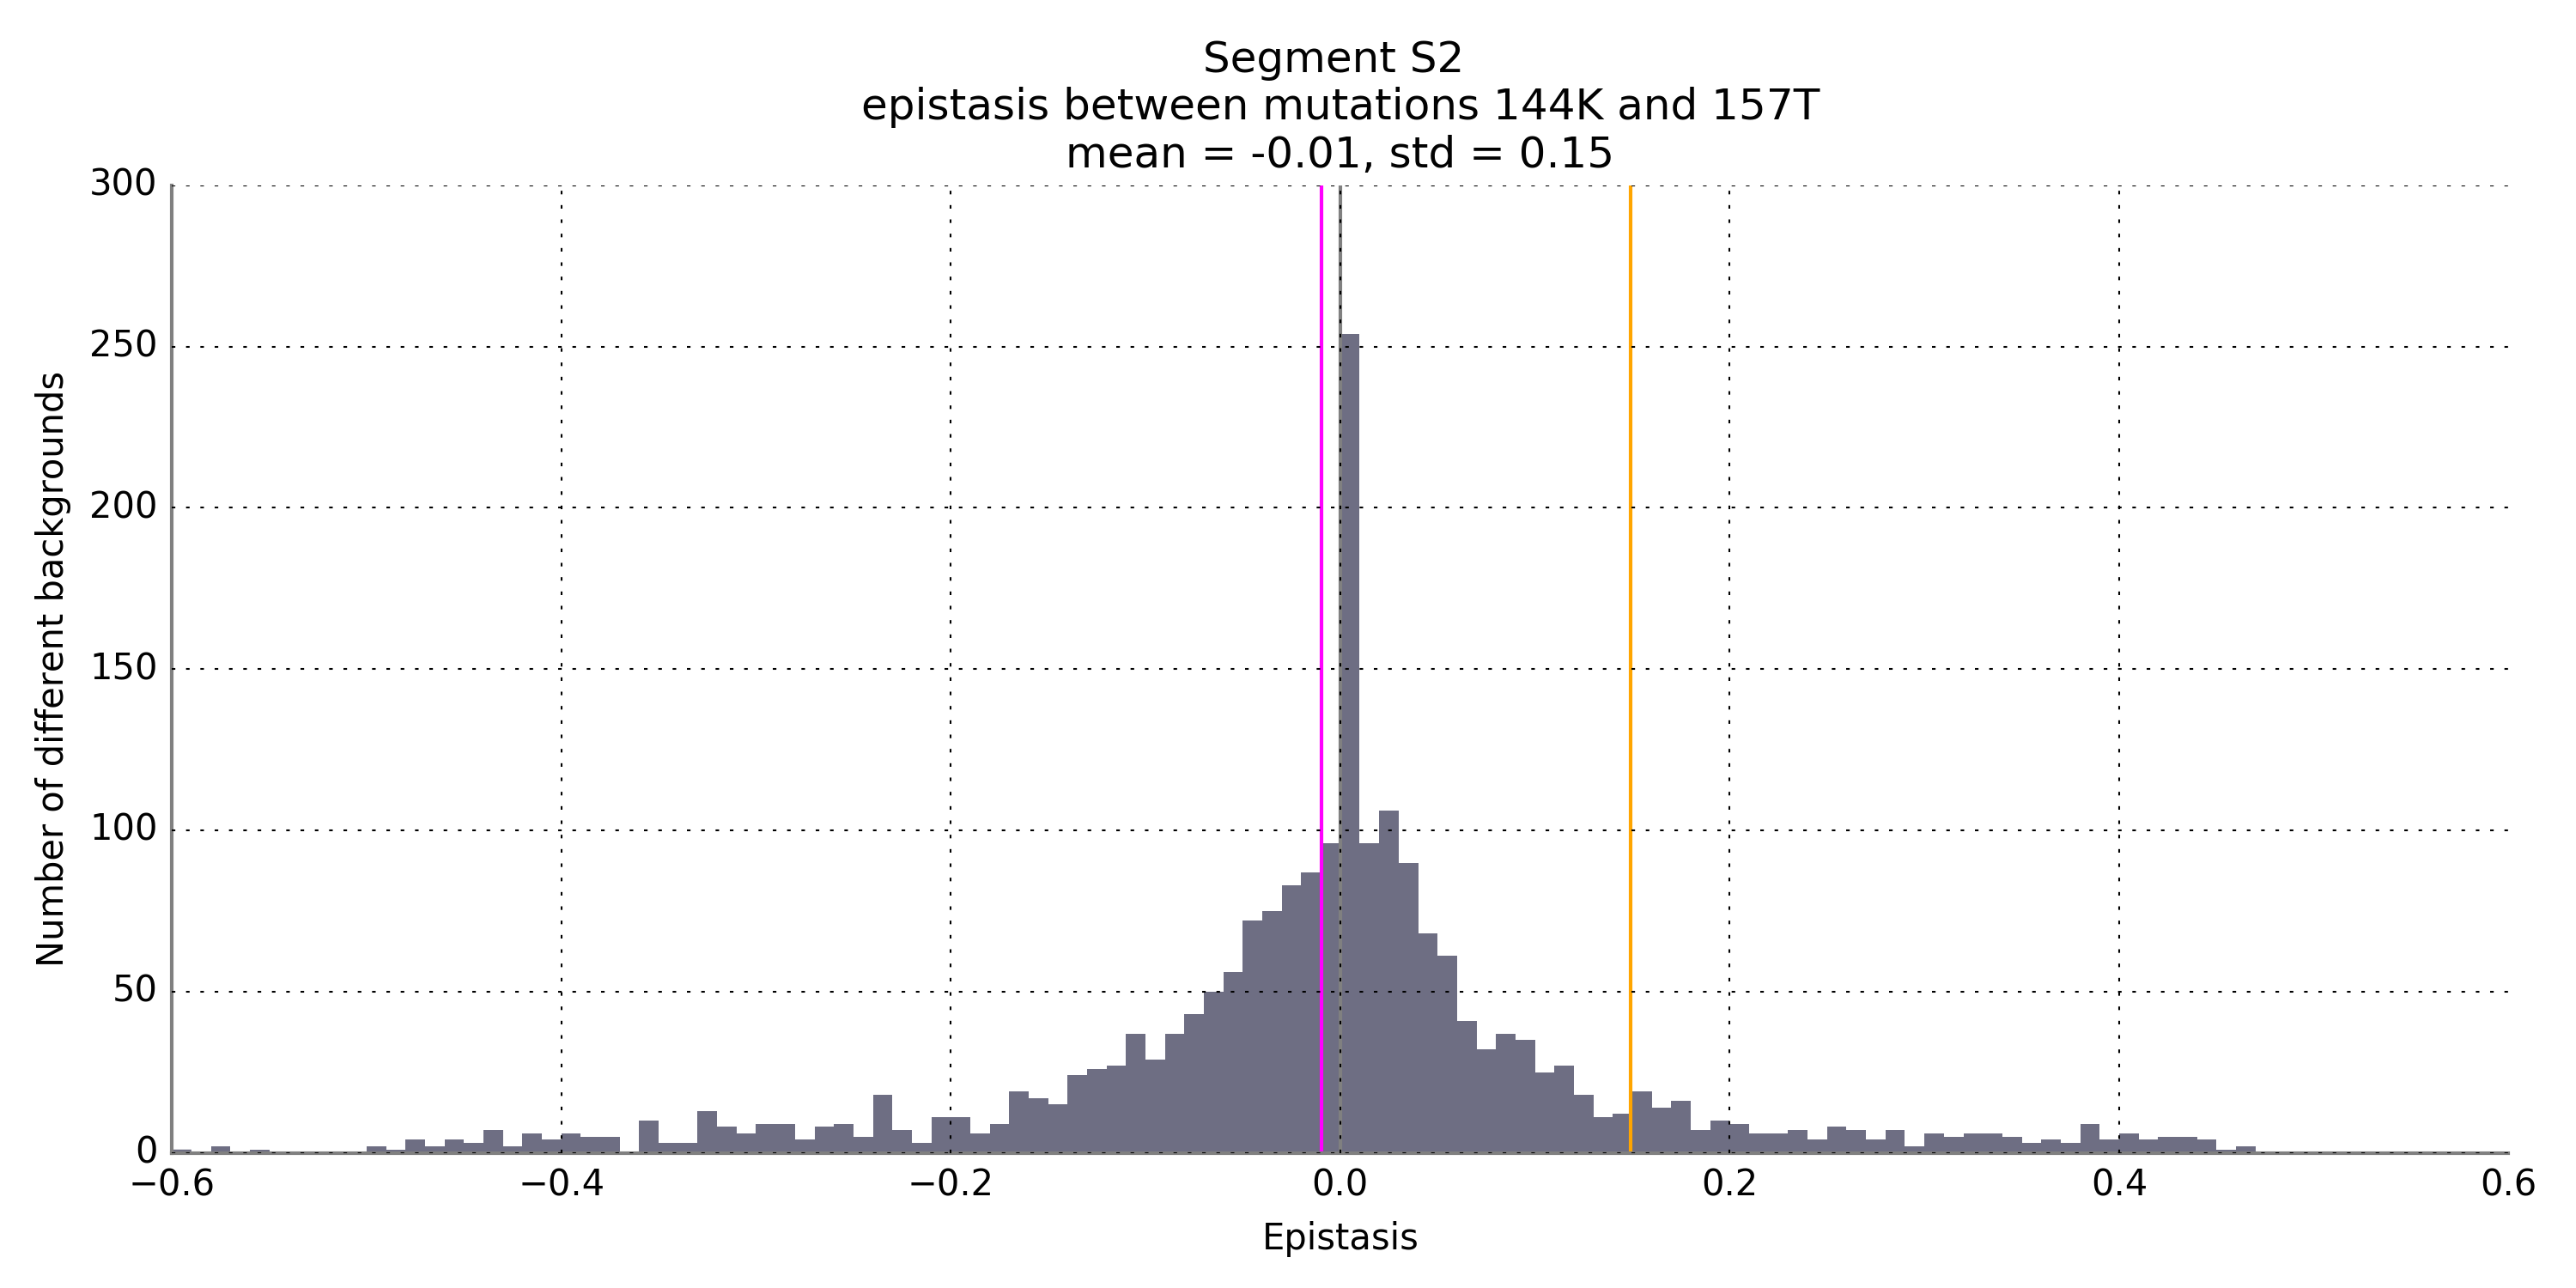 Segment S2
epistasis between mutations 144K and 157T
mean = -0.01, std = 0.15
Number of different backgrounds
300
250
200
150
100
50
0
−0.6 −0.4 −0.2 0.0 0.2 0.4 0.6
Epistasis